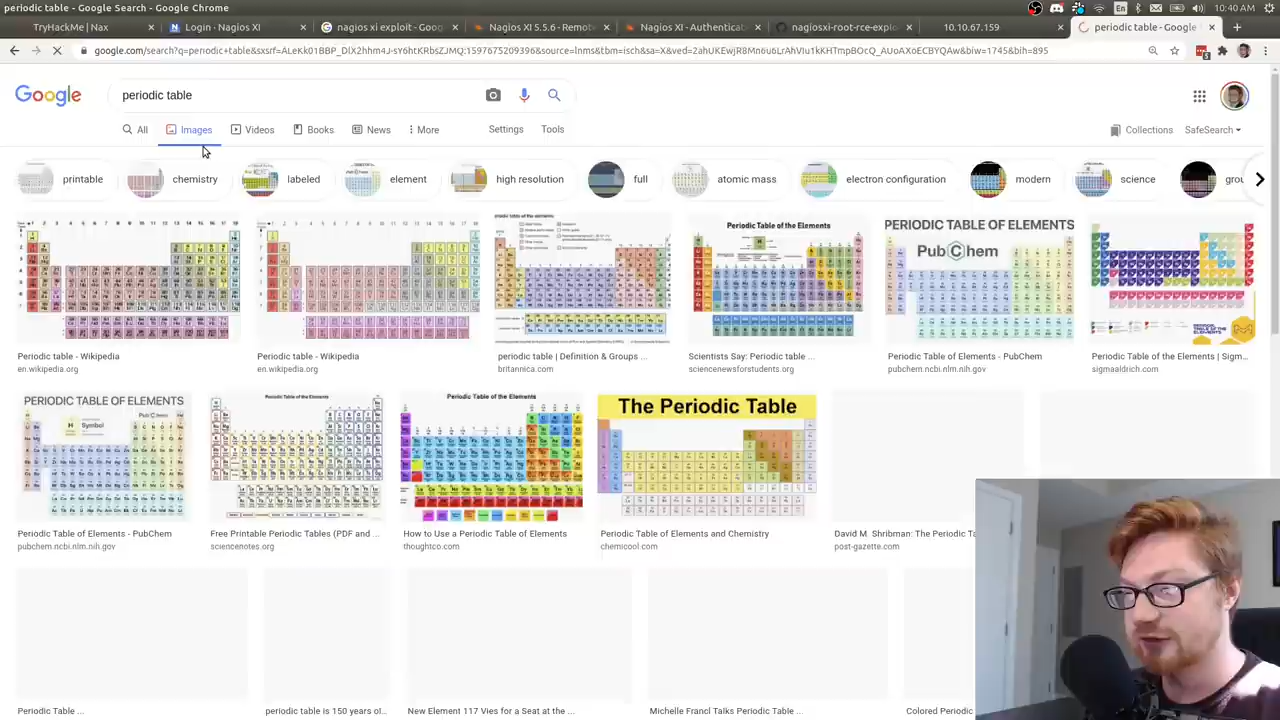 periodic table - Google Search - Google Chrome
10:40 AM
TryHackMe | Nax
Login · Nagios XI
nagios xi exploit - Goog
Nagios XI 5.5.6 - Remot
Nagios XI - Authentica
nagiosxi-root-rce-explo
10.10.67.159
periodic table - Google
google.com/search?q=periodic+table&sxsrf=ALeKk01BBP_DlX2hhm4J-sY6htKRbSZJMQ:1597675209396&source=lnms&tbm=isch&sa=X&ved=2ahUKEwjR8Mn6u6LrAhVIu1kKHTmpBOcQ_AUoAXoECBYQAw&biw=1745&bih=895
Google
periodic table
All
Images
Videos
Books
News
More
Settings
Tools
Collections
SafeSearch
printable
chemistry
labeled
element
high resolution
full
atomic mass
electron configuration
modern
science
grou
Periodic Table of the Elements
PERIODIC TABLE OF ELEMENTS
PubChem
Periodic table - Wikipedia
en.wikipedia.org
Periodic table - Wikipedia
en.wikipedia.org
periodic table | Definition & Groups ...
britannica.com
Scientists Say: Periodic table ...
sciencenewsforstudents.org
Periodic Table of Elements - PubChem
pubchem.ncbi.nlm.nih.gov
Periodic Table of the Elements | Sigm...
sigmaaldrich.com
PERIODIC TABLE OF ELEMENTS
Periodic Table of the Elements
Periodic Table of the Elements
The Periodic Table
Periodic Table of Elements - PubChem
pubchem.ncbi.nlm.nih.gov
Free Printable Periodic Tables (PDF and ...
sciencenotes.org
How to Use a Periodic Table of Elements
thoughtco.com
Periodic Table of Elements and Chemistry
chemicool.com
David M. Shribman: The Periodic Ta
post-gazette.com
Periodic Table ...
periodic table is 150 years ol...
New Element 117 Vies for a Seat at the ...
Michelle Francl Talks Periodic Table ...
Colored Periodic